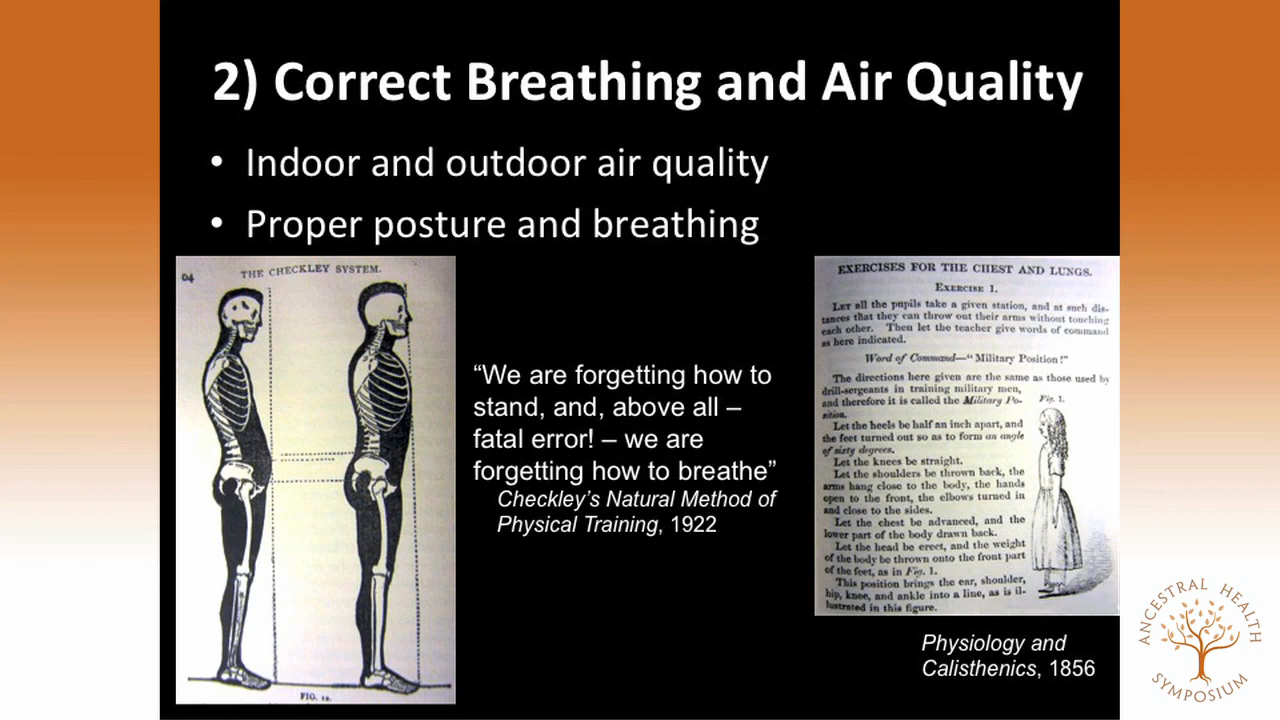 2) Correct Breathing and Air Quality
• Indoor and outdoor air quality
• Proper posture and breathing
04
THE CHECKLEY SYSTEM.
FIG. 12.
“We are forgetting how to
stand, and, above all –
fatal error! – we are
forgetting how to breathe”
Checkley’s Natural Method of
Physical Training, 1922
EXERCISES FOR THE CHEST AND LUNGS.
EXERCISE 1.
LET all the pupils take a given station, and at such dis-
tances that they can throw out their arms without touching
each other. Then let the teacher give words of command
as here indicated.
Word of Command—“Military Position!”
The directions here given are the same as those used by
drill-sergeants in training military men,
and therefore it is called the Military Po-
sition.
Fig. 1.
Let the heels be half an inch apart, and
the feet turned out so as to form an angle
of sixty degrees.
Let the knees be straight.
Let the shoulders be thrown back, the
arms hang close to the body, the hands
open to the front, the elbows turned in
and close to the sides.
Let the chest be advanced, and the
lower part of the body drawn back.
Let the head be erect, and the weight
of the body be thrown onto the front part
of the feet, as in Fig. 1.
This position brings the ear, shoulder,
hip, knee, and ankle into a line, as is il-
lustrated in this figure.
Physiology and
Calisthenics, 1856
ANCESTRAL HEALTH
SYMPOSIUM